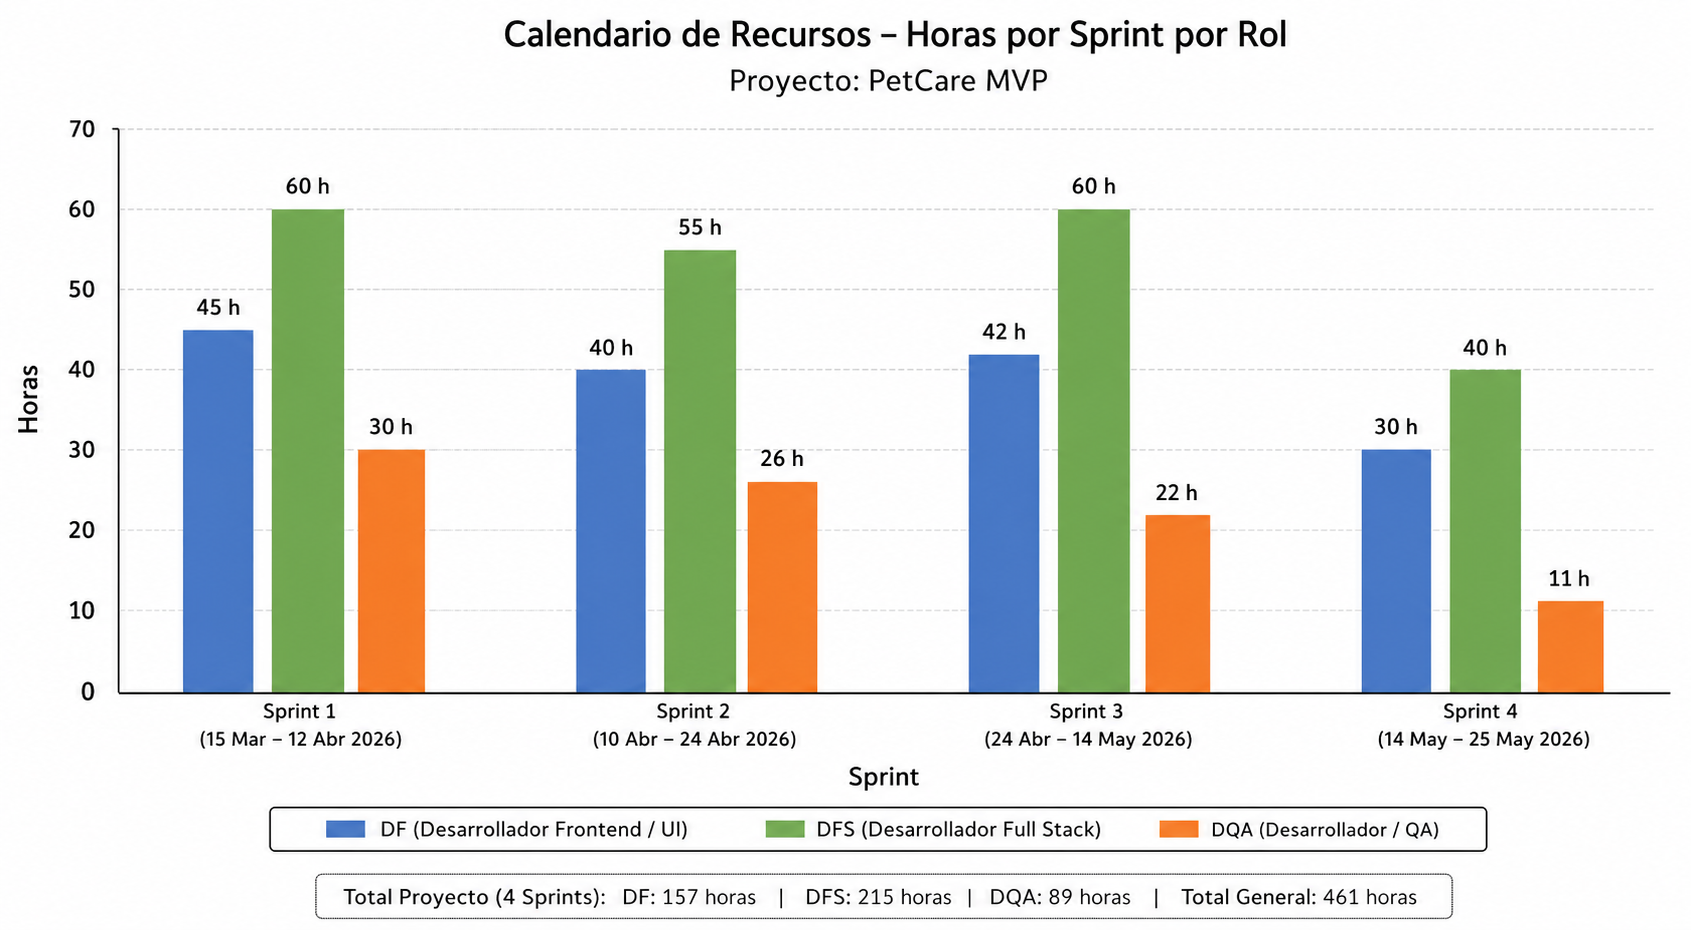 Calendario de Recursos – Horas por Sprint por Rol
Proyecto: PetCare MVP
Horas
70
60
50
40
30
20
10
0
45 h
60 h
30 h
40 h
55 h
26 h
42 h
60 h
22 h
30 h
40 h
11 h
Sprint 1
(15 Mar – 12 Abr 2026)
Sprint 2
(10 Abr – 24 Abr 2026)
Sprint 3
(24 Abr – 14 May 2026)
Sprint 4
(14 May – 25 May 2026)
Sprint
DF (Desarrollador Frontend / UI)
DFS (Desarrollador Full Stack)
DQA (Desarrollador / QA)
Total Proyecto (4 Sprints): DF: 157 horas | DFS: 215 horas | DQA: 89 horas | Total General: 461 horas